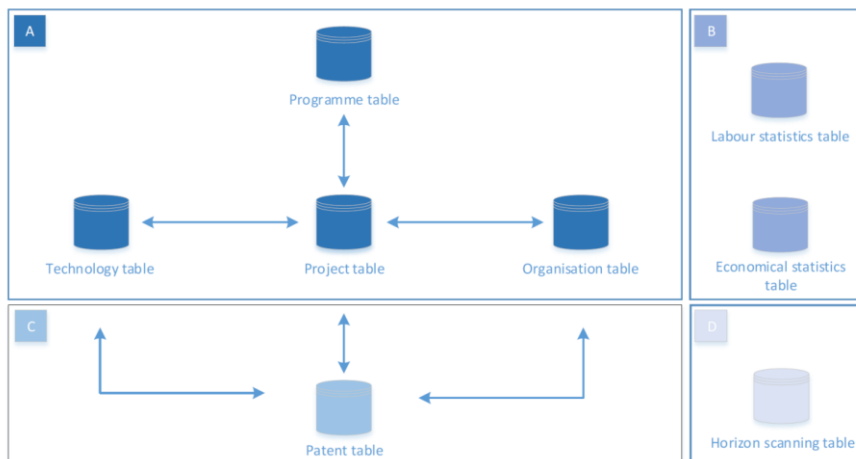 A
Programme table
Technology table
Project table
Organisation table
B
Labour statistics table
Economical statistics
table
C
Patent table
D
Horizon scanning table